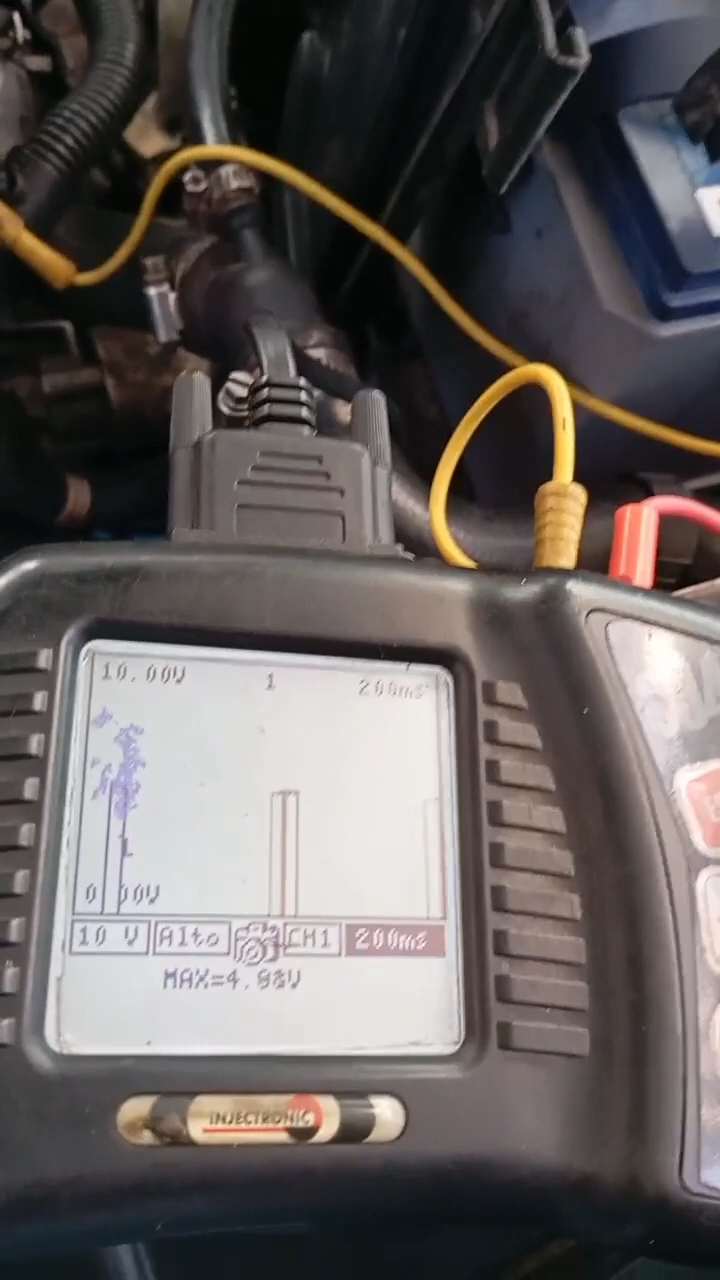 10.00V 1 200ms
0.00V
10 V Alto CH1 200ms
MAX=4.98V
INJECTRONIC